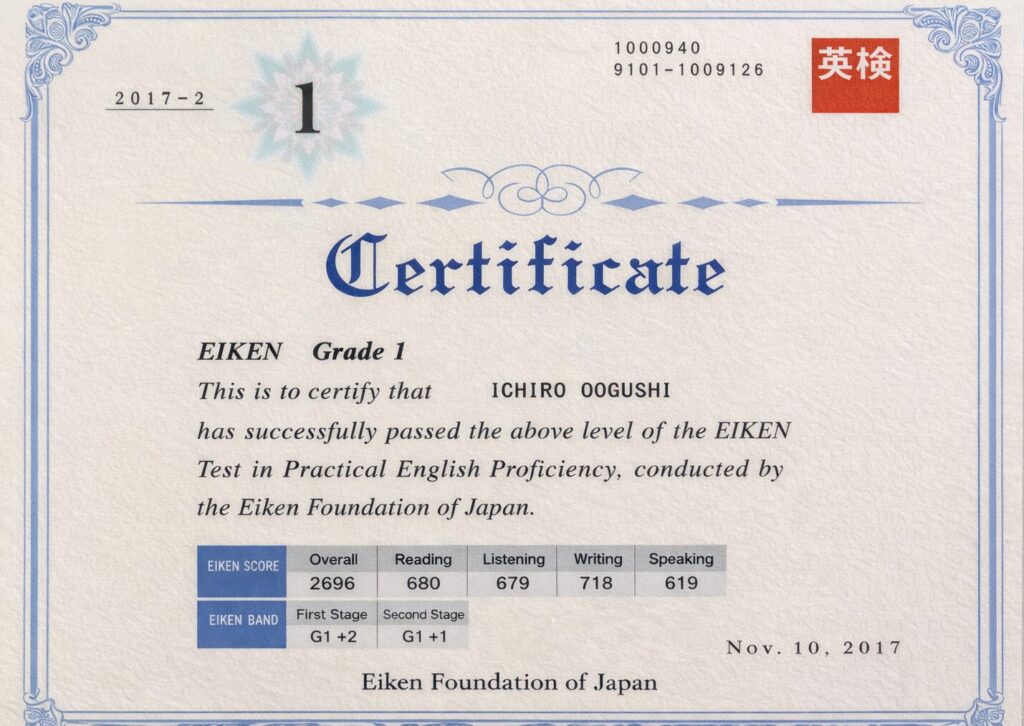 2017-2
1
1000940
9101-1009126
英検
Certificate
EIKEN Grade 1
This is to certify that ICHIRO OOGUSHI
has successfully passed the above level of the EIKEN
Test in Practical English Proficiency, conducted by
the Eiken Foundation of Japan.
EIKEN SCORE Overall Reading Listening Writing Speaking
2696 680 679 718 619
EIKEN BAND First Stage Second Stage
G1 +2 G1 +1
Nov. 10, 2017
Eiken Foundation of Japan